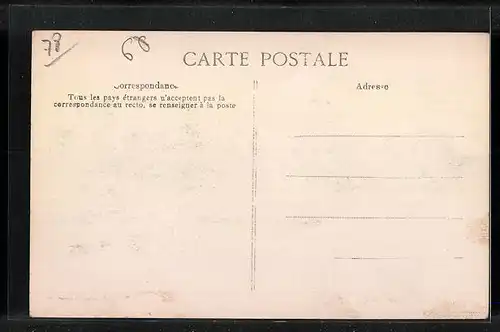 78
60
CARTE POSTALE
Correspondance
Tous les pays étrangers n'acceptent pas la
correspondance au recto, se renseigner à la poste
Adresse